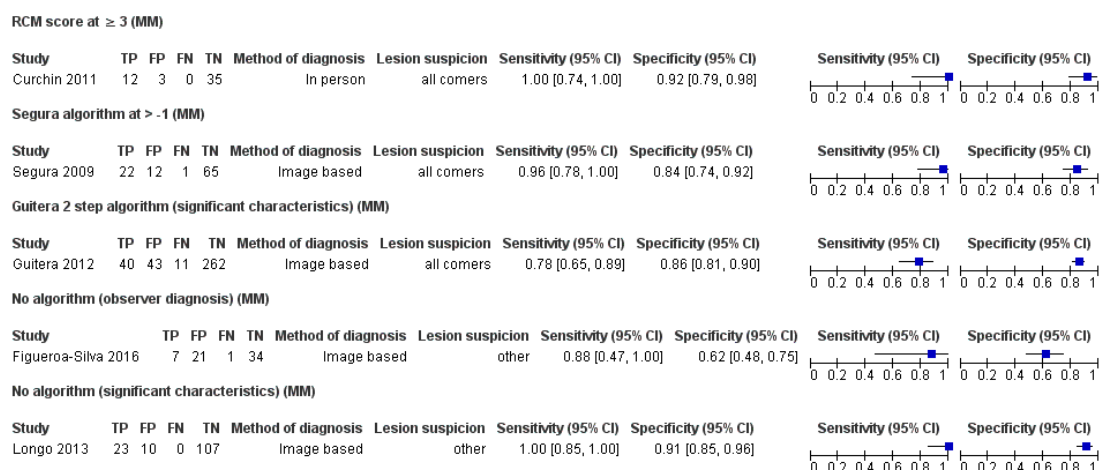 RCM score at ≥ 3 (MM)
Study TP FP FN TN Method of diagnosis Lesion suspicion Sensitivity (95% CI) Specificity (95% CI) Sensitivity (95% CI) Specificity (95% CI)
Curchin 2011 12 3 0 35 In person all comers 1.00 [0.74, 1.00] 0.92 [0.79, 0.98]
0 0.2 0.4 0.6 0.8 1 0 0.2 0.4 0.6 0.8 1
Segura algorithm at > -1 (MM)
Study TP FP FN TN Method of diagnosis Lesion suspicion Sensitivity (95% CI) Specificity (95% CI) Sensitivity (95% CI) Specificity (95% CI)
Segura 2009 22 12 1 65 Image based all comers 0.96 [0.78, 1.00] 0.84 [0.74, 0.92]
0 0.2 0.4 0.6 0.8 1 0 0.2 0.4 0.6 0.8 1
Guitera 2 step algorithm (significant characteristics) (MM)
Study TP FP FN TN Method of diagnosis Lesion suspicion Sensitivity (95% CI) Specificity (95% CI) Sensitivity (95% CI) Specificity (95% CI)
Guitera 2012 40 43 11 262 Image based all comers 0.78 [0.65, 0.89] 0.86 [0.81, 0.90]
0 0.2 0.4 0.6 0.8 1 0 0.2 0.4 0.6 0.8 1
No algorithm (observer diagnosis) (MM)
Study TP FP FN TN Method of diagnosis Lesion suspicion Sensitivity (95% CI) Specificity (95% CI) Sensitivity (95% CI) Specificity (95% CI)
Figueroa-Silva 2016 7 21 1 34 Image based other 0.88 [0.47, 1.00] 0.62 [0.48, 0.75]
0 0.2 0.4 0.6 0.8 1 0 0.2 0.4 0.6 0.8 1
No algorithm (significant characteristics) (MM)
Study TP FP FN TN Method of diagnosis Lesion suspicion Sensitivity (95% CI) Specificity (95% CI) Sensitivity (95% CI) Specificity (95% CI)
Longo 2013 23 10 0 107 Image based other 1.00 [0.85, 1.00] 0.91 [0.85, 0.96]
0 0.2 0.4 0.6 0.8 1 0 0.2 0.4 0.6 0.8 1